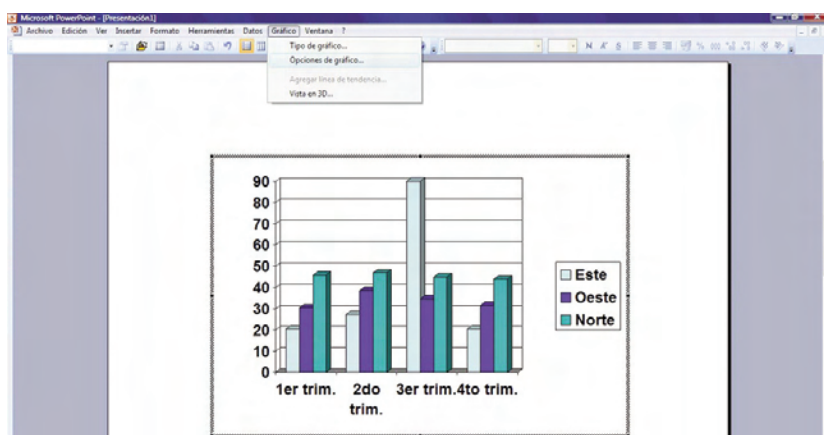 Microsoft PowerPoint - [Presentación1]
Archivo Edición Ver Insertar Formato Herramientas Datos Gráfico Ventana ?
Tipo de gráfico...
Opciones de gráfico...
Agregar línea de tendencia...
Vista en 3D...
N K S
90
80
70
60
50
40
30
20
10
0
1er trim. 2do trim. 3er trim. 4to trim.
Este
Oeste
Norte